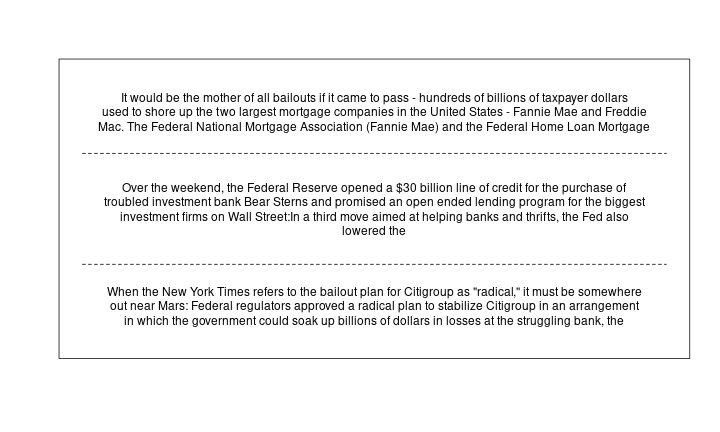 It would be the mother of all bailouts if it came to pass - hundreds of billions of taxpayer dollars
used to shore up the two largest mortgage companies in the United States - Fannie Mae and Freddie
Mac. The Federal National Mortgage Association (Fannie Mae) and the Federal Home Loan Mortgage
Over the weekend, the Federal Reserve opened a $30 billion line of credit for the purchase of
troubled investment bank Bear Sterns and promised an open ended lending program for the biggest
investment firms on Wall Street:In a third move aimed at helping banks and thrifts, the Fed also
lowered the
When the New York Times refers to the bailout plan for Citigroup as "radical," it must be somewhere
out near Mars: Federal regulators approved a radical plan to stabilize Citigroup in an arrangement
in which the government could soak up billions of dollars in losses at the struggling bank, the